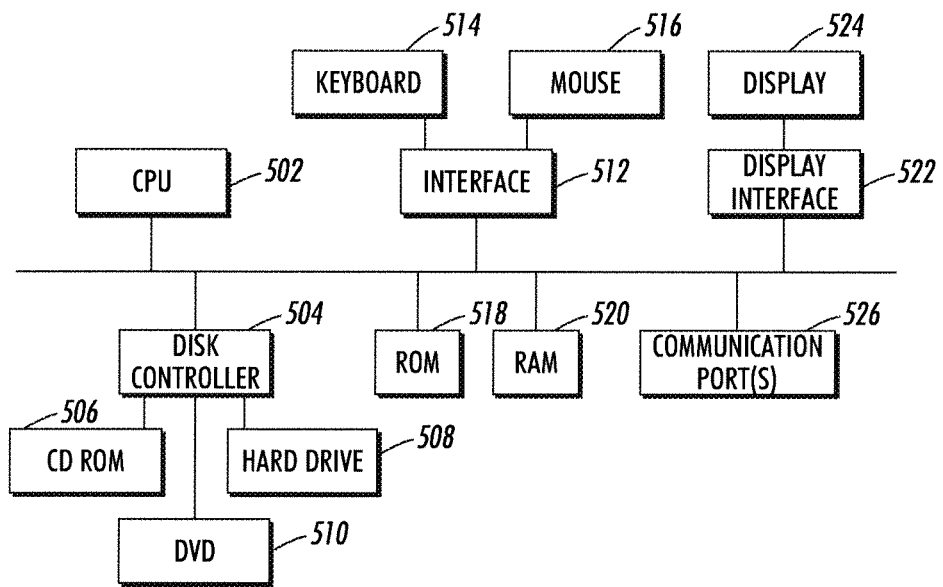 514
516
524
KEYBOARD
MOUSE
DISPLAY
CPU
502
INTERFACE
512
DISPLAY
INTERFACE
522
504
518
520
526
DISK
CONTROLLER
ROM
RAM
COMMUNICATION
PORT(S)
506
508
CD ROM
HARD DRIVE
DVD
510